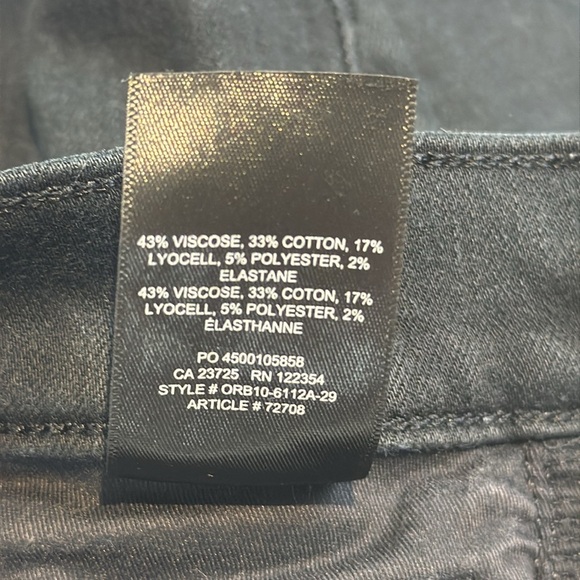 43% VISCOSE, 33% COTTON, 17%
LYOCELL, 5% POLYESTER, 2%
ELASTANE
43% VISCOSE, 33% COTON, 17%
LYOCELL, 5% POLYESTER, 2%
ÉLASTHANNE
PO 4500105858
CA 23725 RN 122354
STYLE # ORB10-6112A-29
ARTICLE # 72708